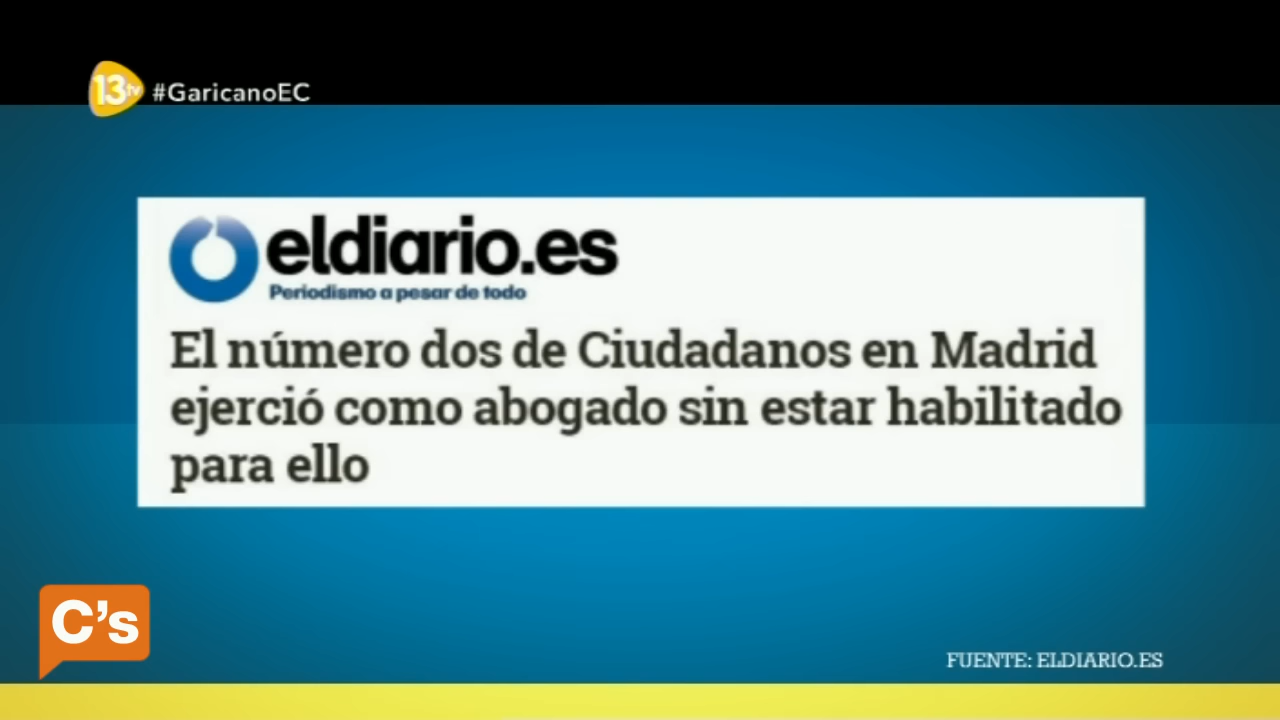 13tv #GaricanoEC
eldiario.es
Periodismo a pesar de todo
El número dos de Ciudadanos en Madrid
ejerció como abogado sin estar habilitado
para ello
C's
FUENTE: ELDIARIO.ES